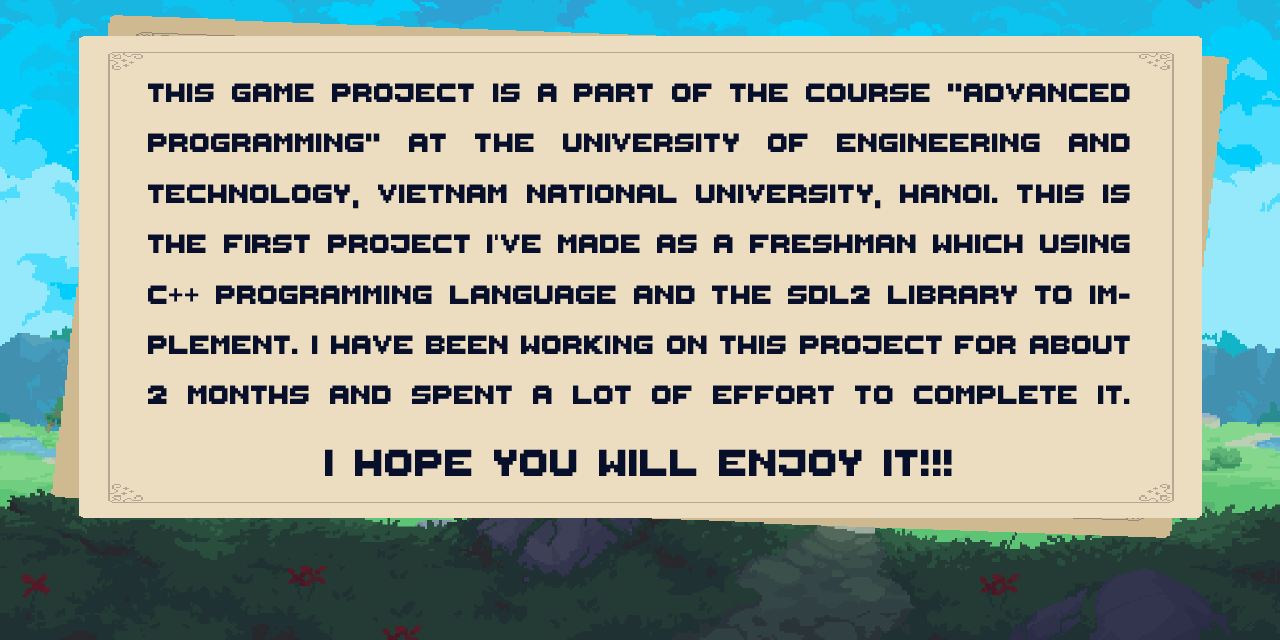 THIS GAME PROJECT IS A PART OF THE COURSE "ADVANCED
PROGRAMMING" AT THE UNIVERSITY OF ENGINEERING AND
TECHNOLOGY, VIETNAM NATIONAL UNIVERSITY, HANOI. THIS IS
THE FIRST PROJECT I'VE MADE AS A FRESHMAN WHICH USING
C++ PROGRAMMING LANGUAGE AND THE SDL2 LIBRARY TO IM-
PLEMENT. I HAVE BEEN WORKING ON THIS PROJECT FOR ABOUT
2 MONTHS AND SPENT A LOT OF EFFORT TO COMPLETE IT.
I HOPE YOU WILL ENJOY IT!!!